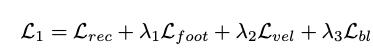 ℒ₁ = ℒ_rec + λ₁ℒ_foot + λ₂ℒ_vel + λ₃ℒ_bl